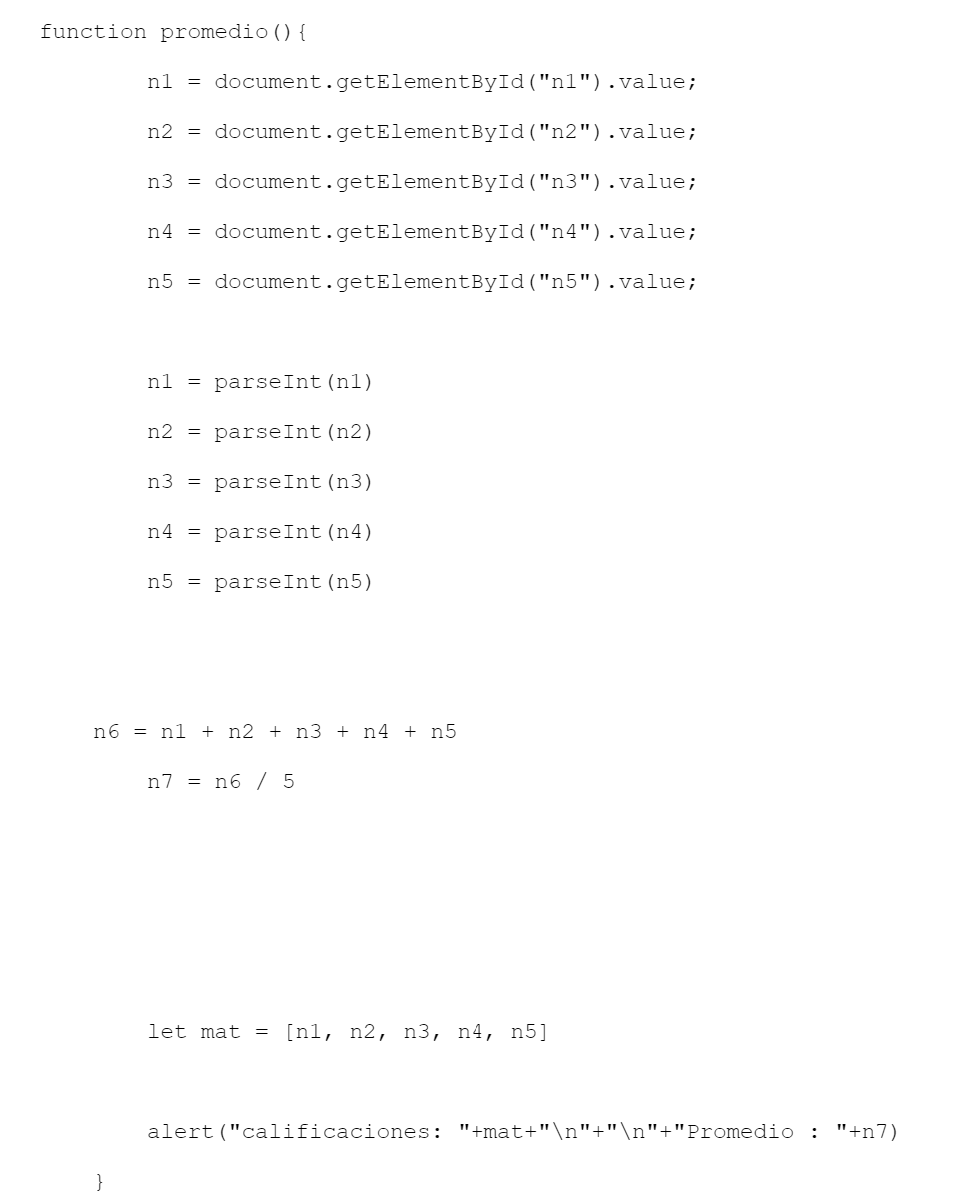 function promedio(){
n1 = document.getElementById("n1").value;
n2 = document.getElementById("n2").value;
n3 = document.getElementById("n3").value;
n4 = document.getElementById("n4").value;
n5 = document.getElementById("n5").value;
n1 = parseInt(n1)
n2 = parseInt(n2)
n3 = parseInt(n3)
n4 = parseInt(n4)
n5 = parseInt(n5)
n6 = n1 + n2 + n3 + n4 + n5
n7 = n6 / 5
let mat = [n1, n2, n3, n4, n5]
alert("calificaciones: "+mat+"\n"+"\n"+"Promedio : "+n7)
}